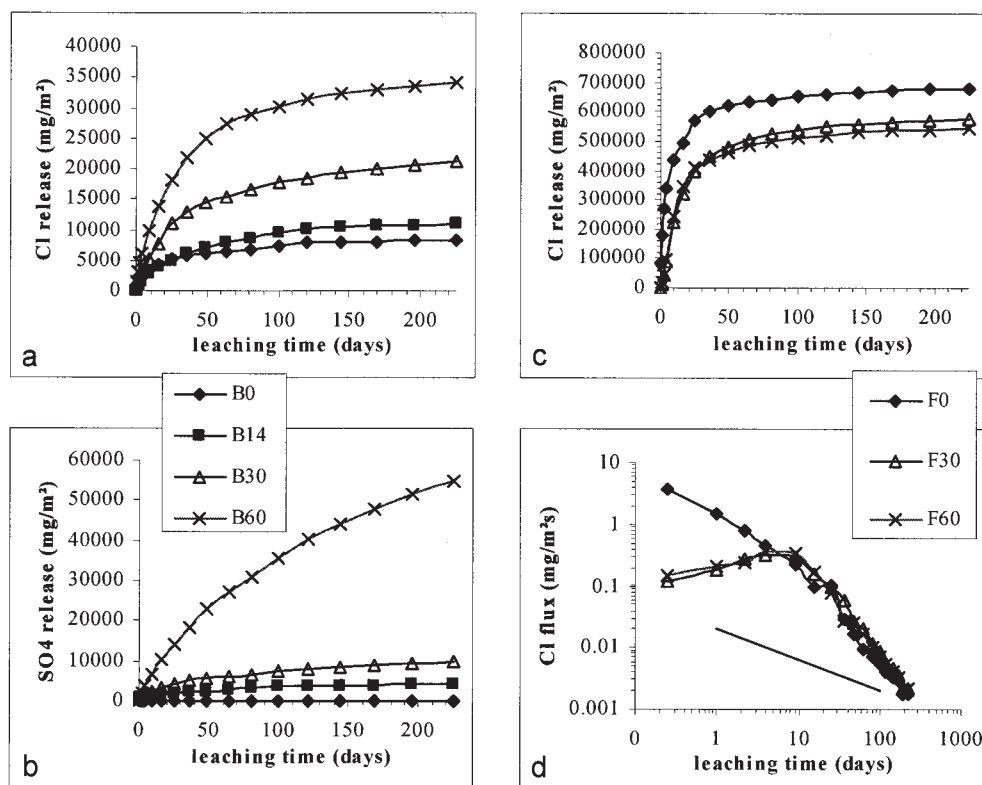 40000
35000
30000
25000
20000
15000
10000
5000
0
Cl release (mg/m²)
0 50 100 150 200
leaching time (days)
a
800000
700000
600000
500000
400000
300000
200000
100000
0
Cl release (mg/m²)
0 50 100 150 200
leaching time (days)
c
B0
B14
B30
B60
60000
50000
40000
30000
20000
10000
0
SO4 release (mg/m²)
0 50 100 150 200
leaching time (days)
b
F0
F30
F60
10
1
0.1
0.01
0.001
Cl flux (mg/m²s)
1 10 100 1000
leaching time (days)
d